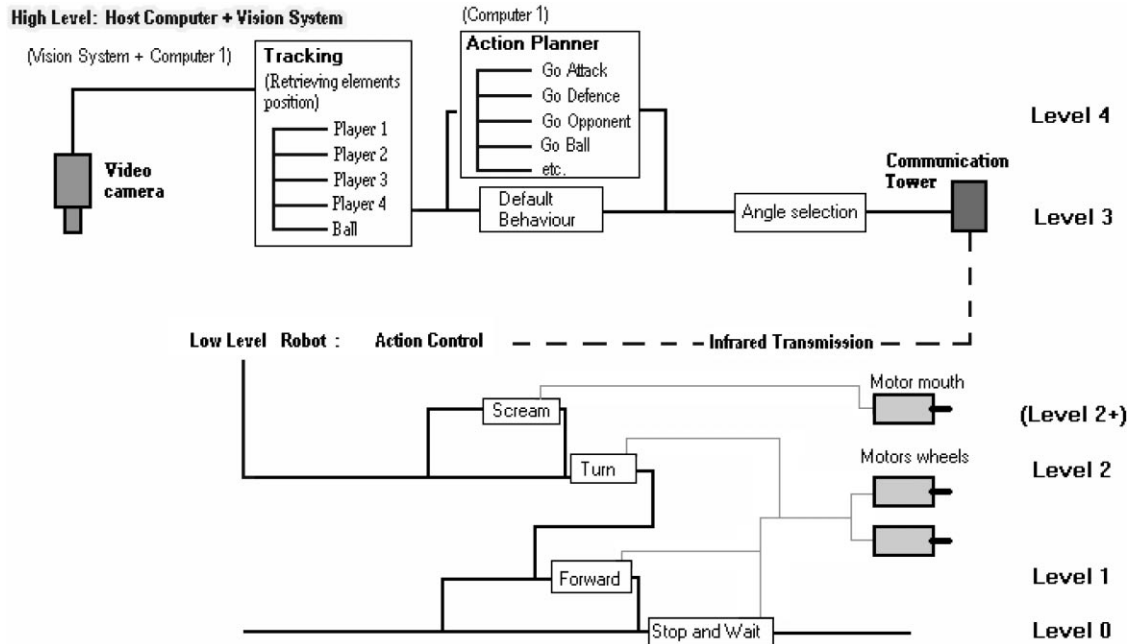 High Level: Host Computer + Vision System
(Vision System + Computer 1)
Tracking
(Retrieving elements
position)
Player 1
Player 2
Player 3
Player 4
Ball
Video
camera
(Computer 1)
Action Planner
Go Attack
Go Defence
Go Opponent
Go Ball
etc.
Default
Behaviour
Angle selection
Communication
Tower
Level 4
Level 3
Low Level Robot : Action Control
Infrared Transmission
Scream
Motor mouth
(Level 2+)
Turn
Motors wheels
Level 2
Forward
Level 1
Stop and Wait
Level 0